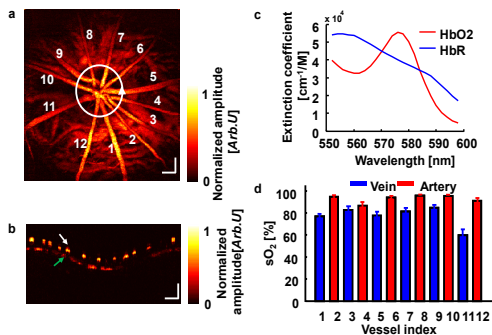 a
8
7
9
6
10
5
4
11
3
2
12
1
Normalized amplitude
[Arb.U]
1
0
b
Normalized
amplitude[Arb.U]
1
0
c
x 10⁴
6
5
4
3
2
1
0
Extinction coefficient
[cm⁻¹/M]
HbO2
HbR
550 560 570 580 590 600
Wavelength [nm]
d
Vein
Artery
100
80
60
40
20
0
sO₂ [%]
1 2 3 4 5 6 7 8 9 10 11 12
Vessel index